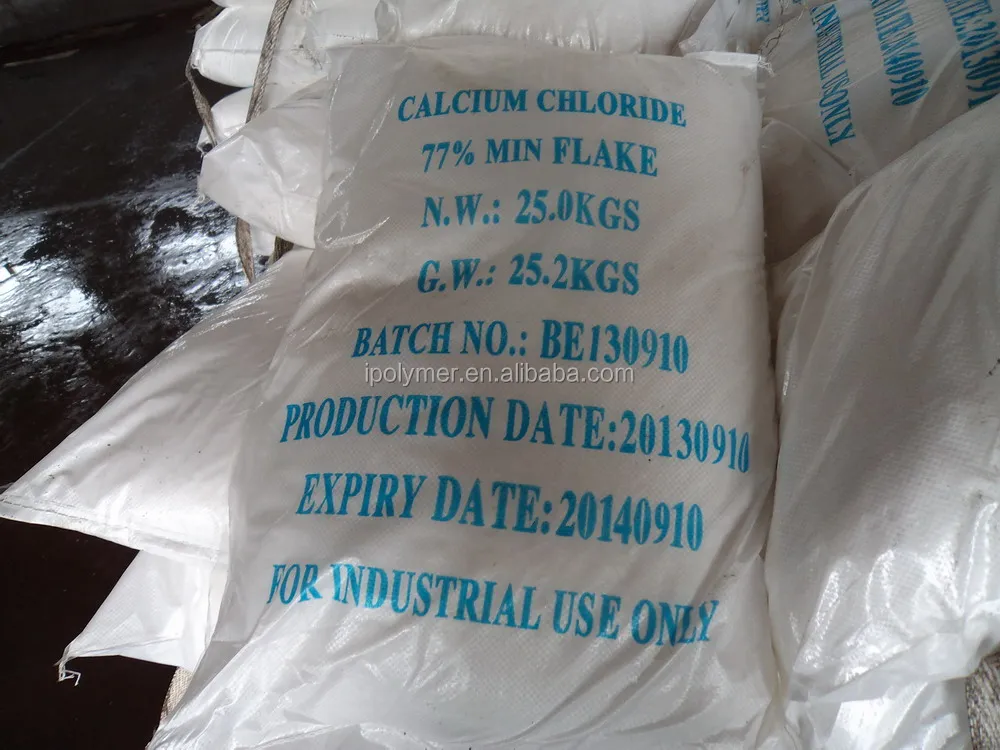 CALCIUM CHLORIDE
77% MIN FLAKE
N.W.: 25.0KGS
G.W.: 25.2KGS
BATCH NO.: BE130910
ipolymer.en.alibaba.com
PRODUCTION DATE:20130910
EXPIRY DATE:20140910
FOR INDUSTRIAL USE ONLY